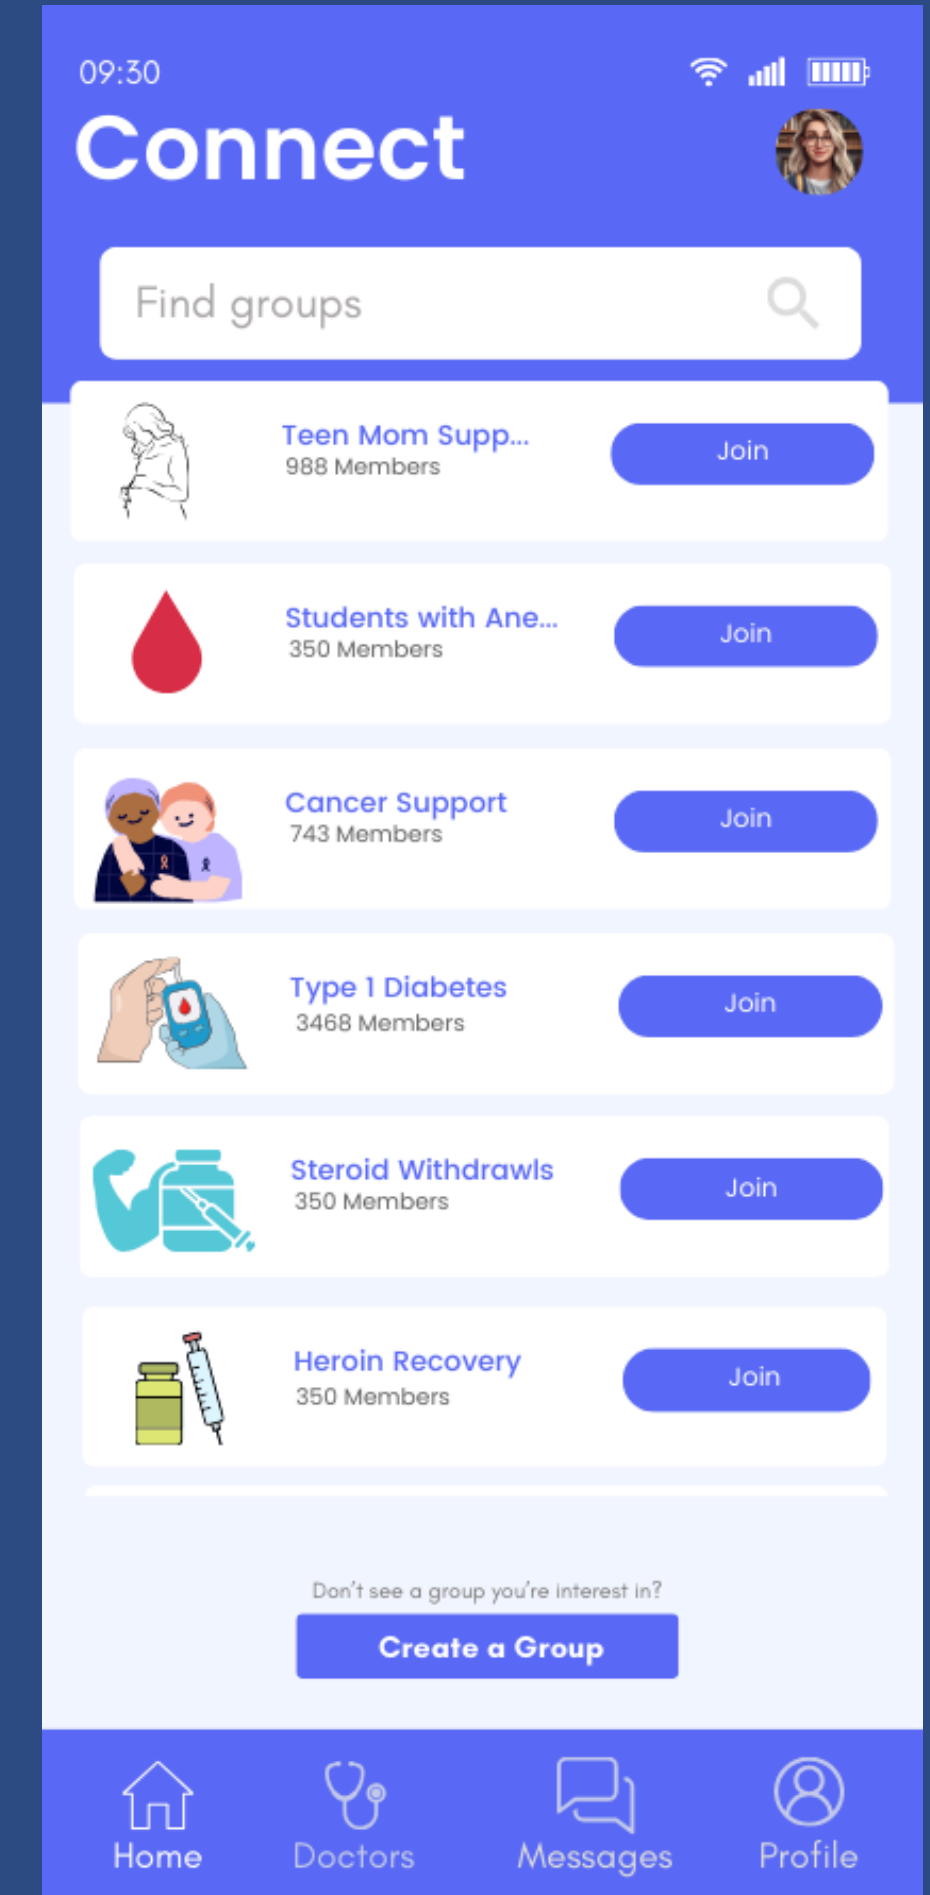 09:30
Connect
Find groups
Teen Mom Supp...
988 Members
Join
Students with Ane...
350 Members
Join
Cancer Support
743 Members
Join
Type 1 Diabetes
3468 Members
Join
Steroid Withdrawls
350 Members
Join
Heroin Recovery
350 Members
Join
Don't see a group you're interest in?
Create a Group
Home
Doctors
Messages
Profile